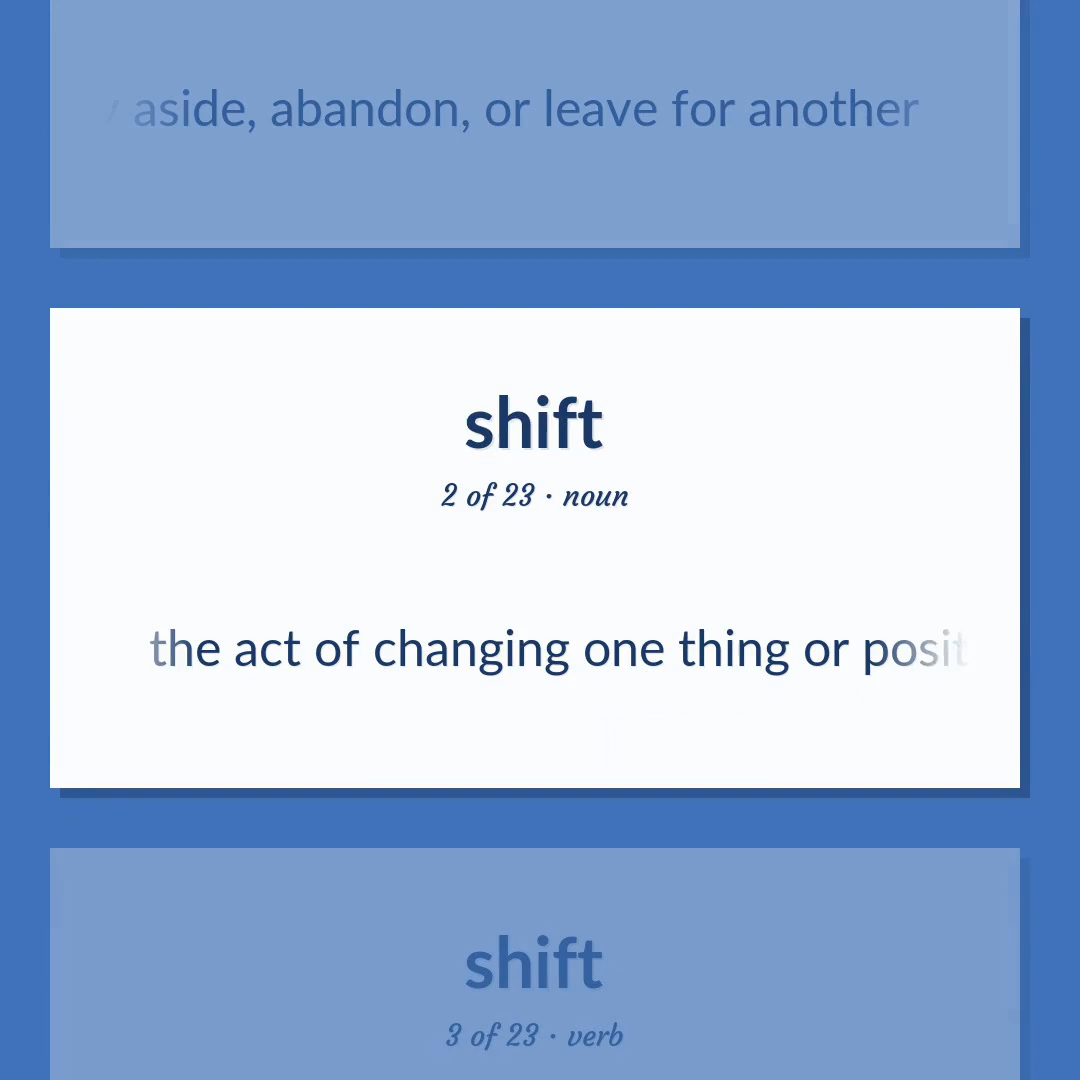 aside, abandon, or leave for another
shift
2 of 23 · noun
the act of changing one thing or posit
shift
3 of 23 · verb